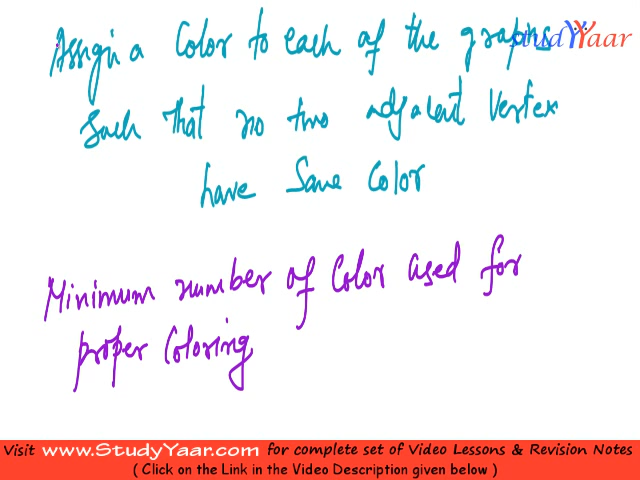 Assign a Color to each of the graphs
studYYaar
Such that no two adjacent Vertex
have Same Color
Minimum number of Color used for
proper Coloring
Visit www.StudyYaar.com for complete set of Video Lessons & Revision Notes
( Click on the Link in the Video Description given below )